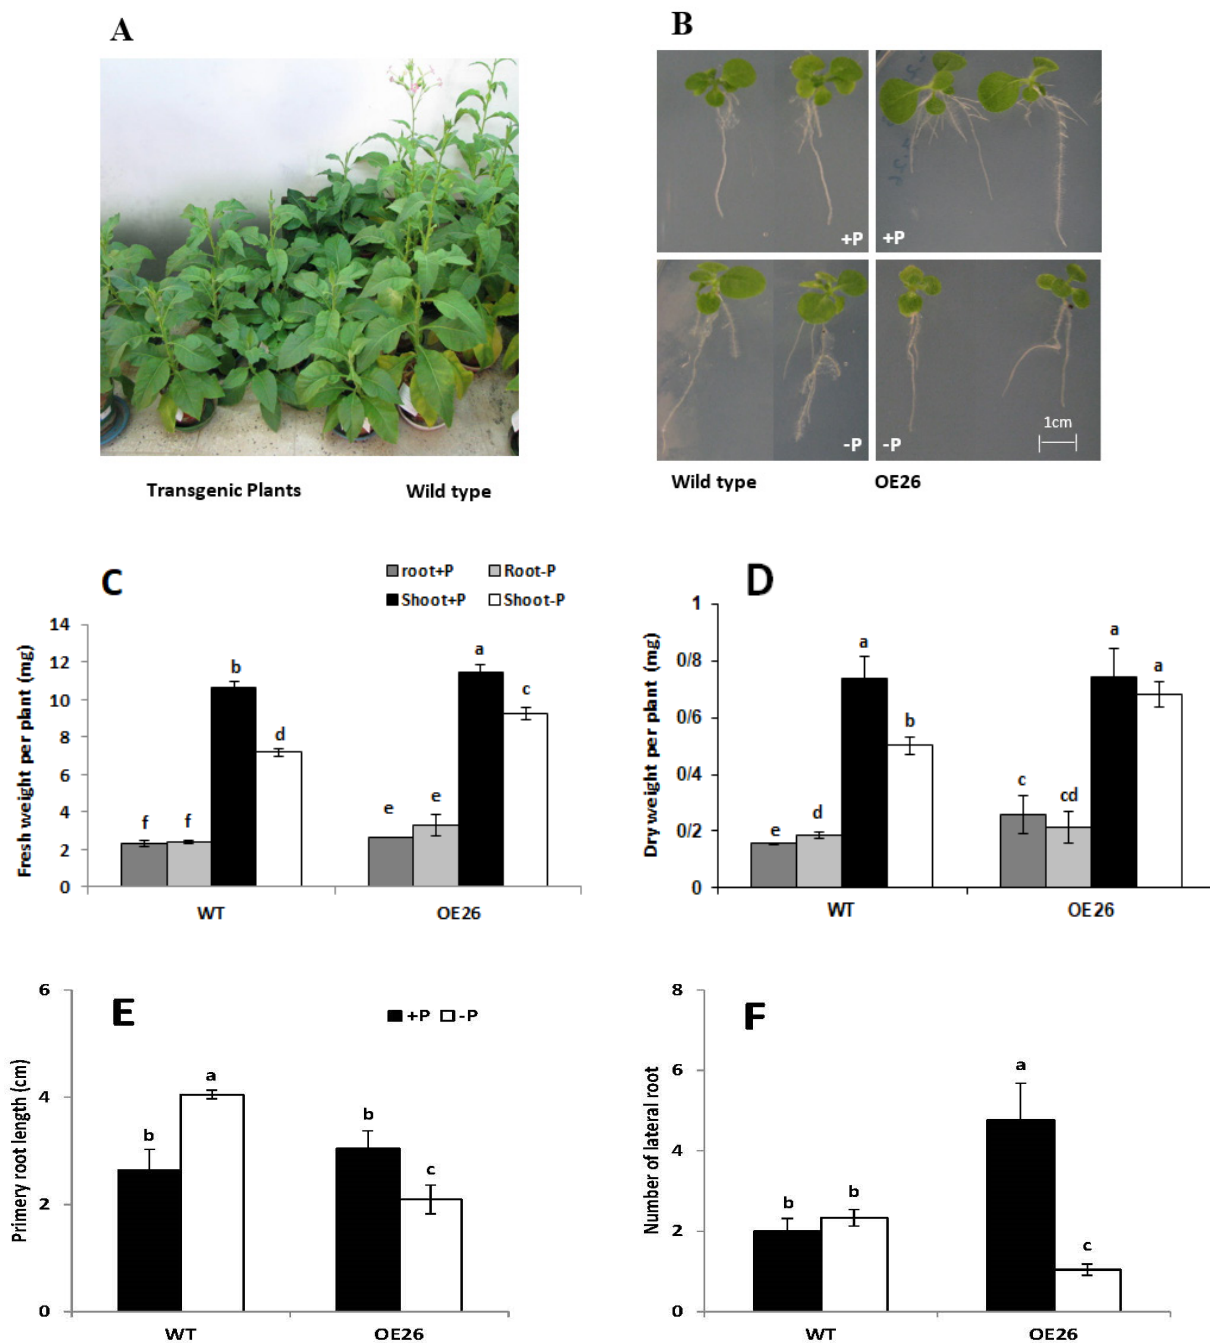 A
B
+P
+P
-P
-P
1cm
Transgenic Plants
Wild type
Wild type
OE26
C
root+P
Root-P
Shoot+P
Shoot-P
Fresh weight per plant (mg)
14
12
10
8
6
4
2
0
f
f
b
d
e
e
a
c
WT
OE26
D
Dry weight per plant (mg)
1
0/8
0/6
0/4
0/2
0
e
d
a
b
c
cd
a
a
WT
OE26
E
+P
-P
Primery root length (cm)
6
4
2
0
b
a
b
c
WT
OE26
F
Number of lateral root
8
6
4
2
0
b
b
a
c
WT
OE26